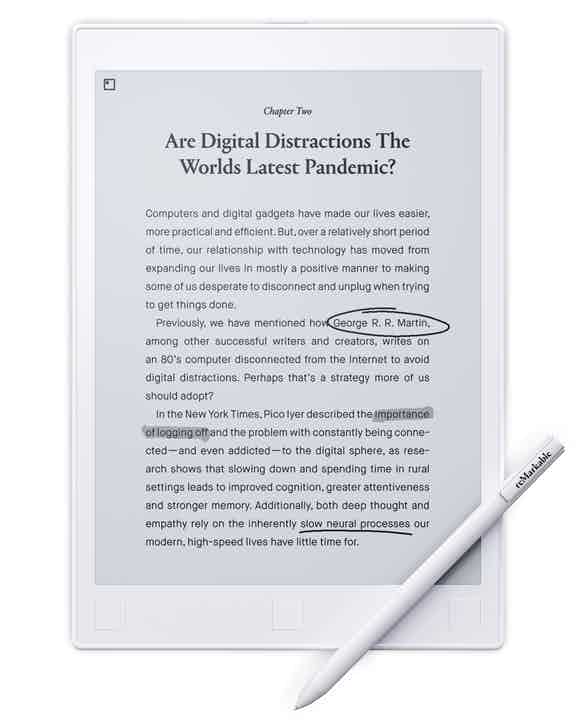 Chapter Two
Are Digital Distractions The
Worlds Latest Pandemic?
Computers and digital gadgets have made our lives easier,
more practical and efficient. But, over a relatively short period
of time, our relationship with technology has moved from
expanding our lives in mostly a positive manner to making
some of us desperate to disconnect and unplug when trying
to get things done.
Previously, we have mentioned how George R. R. Martin,
among other successful writers and creators, writes on
an 80's computer disconnected from the Internet to avoid
digital distractions. Perhaps that's a strategy more of us
should adopt?
In the New York Times, Pico Iyer described the importance
of logging off and the problem with constantly being conne-
cted—and even addicted—to the digital sphere, as rese-
arch shows that slowing down and spending time in rural
settings leads to improved cognition, greater attentiveness
and stronger memory. Additionally, both deep thought and
empathy rely on the inherently slow neural processes our
modern, high-speed lives have little time for.
reMarkable